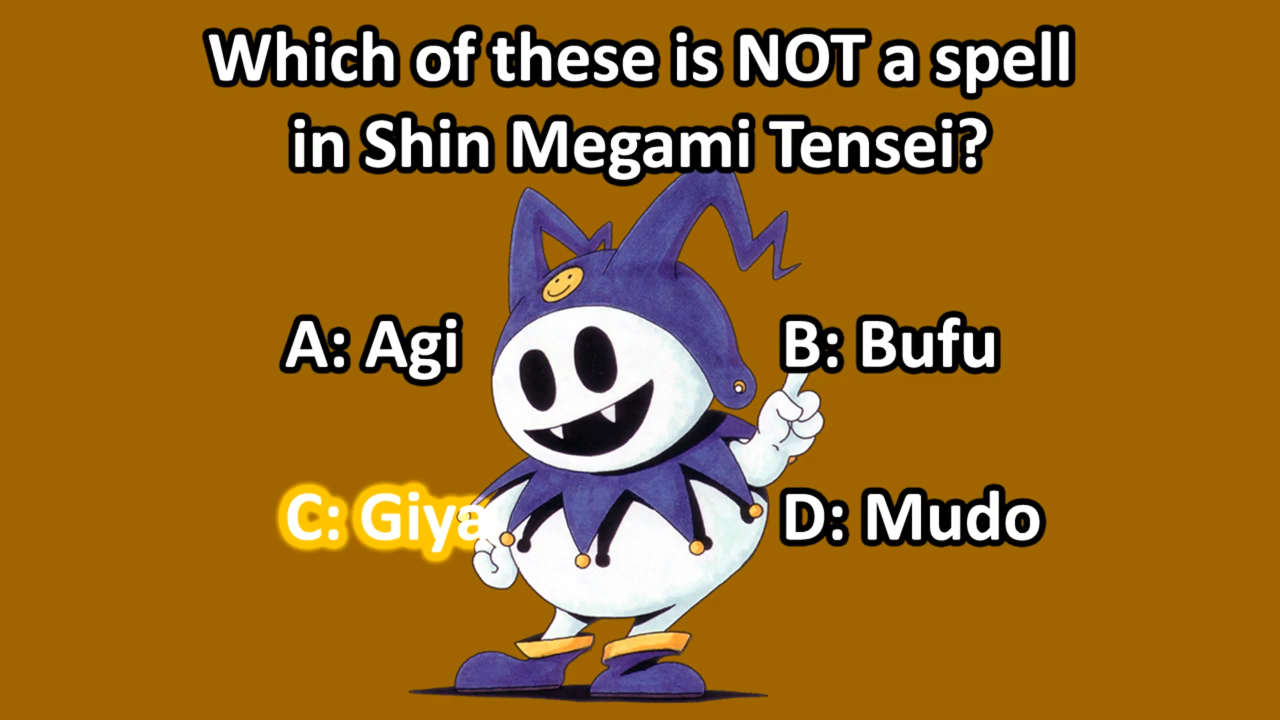 Which of these is NOT a spell
in Shin Megami Tensei?
A: Agi
B: Bufu
C: Giya
D: Mudo